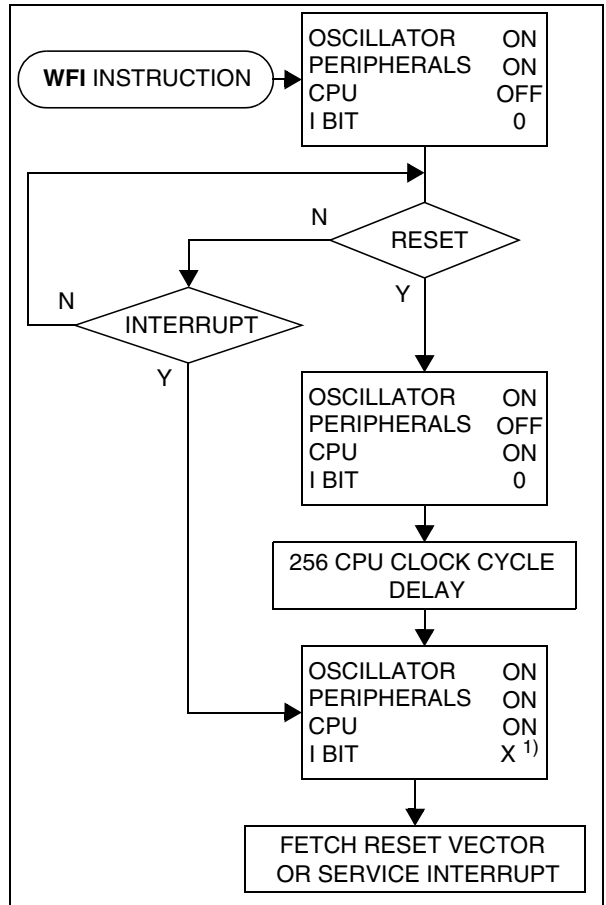 WFI INSTRUCTION
OSCILLATOR ON
PERIPHERALS ON
CPU OFF
I BIT 0
N
RESET
Y
N
INTERRUPT
Y
OSCILLATOR ON
PERIPHERALS OFF
CPU ON
I BIT 0
256 CPU CLOCK CYCLE
DELAY
OSCILLATOR ON
PERIPHERALS ON
CPU ON
I BIT X 1)
FETCH RESET VECTOR
OR SERVICE INTERRUPT